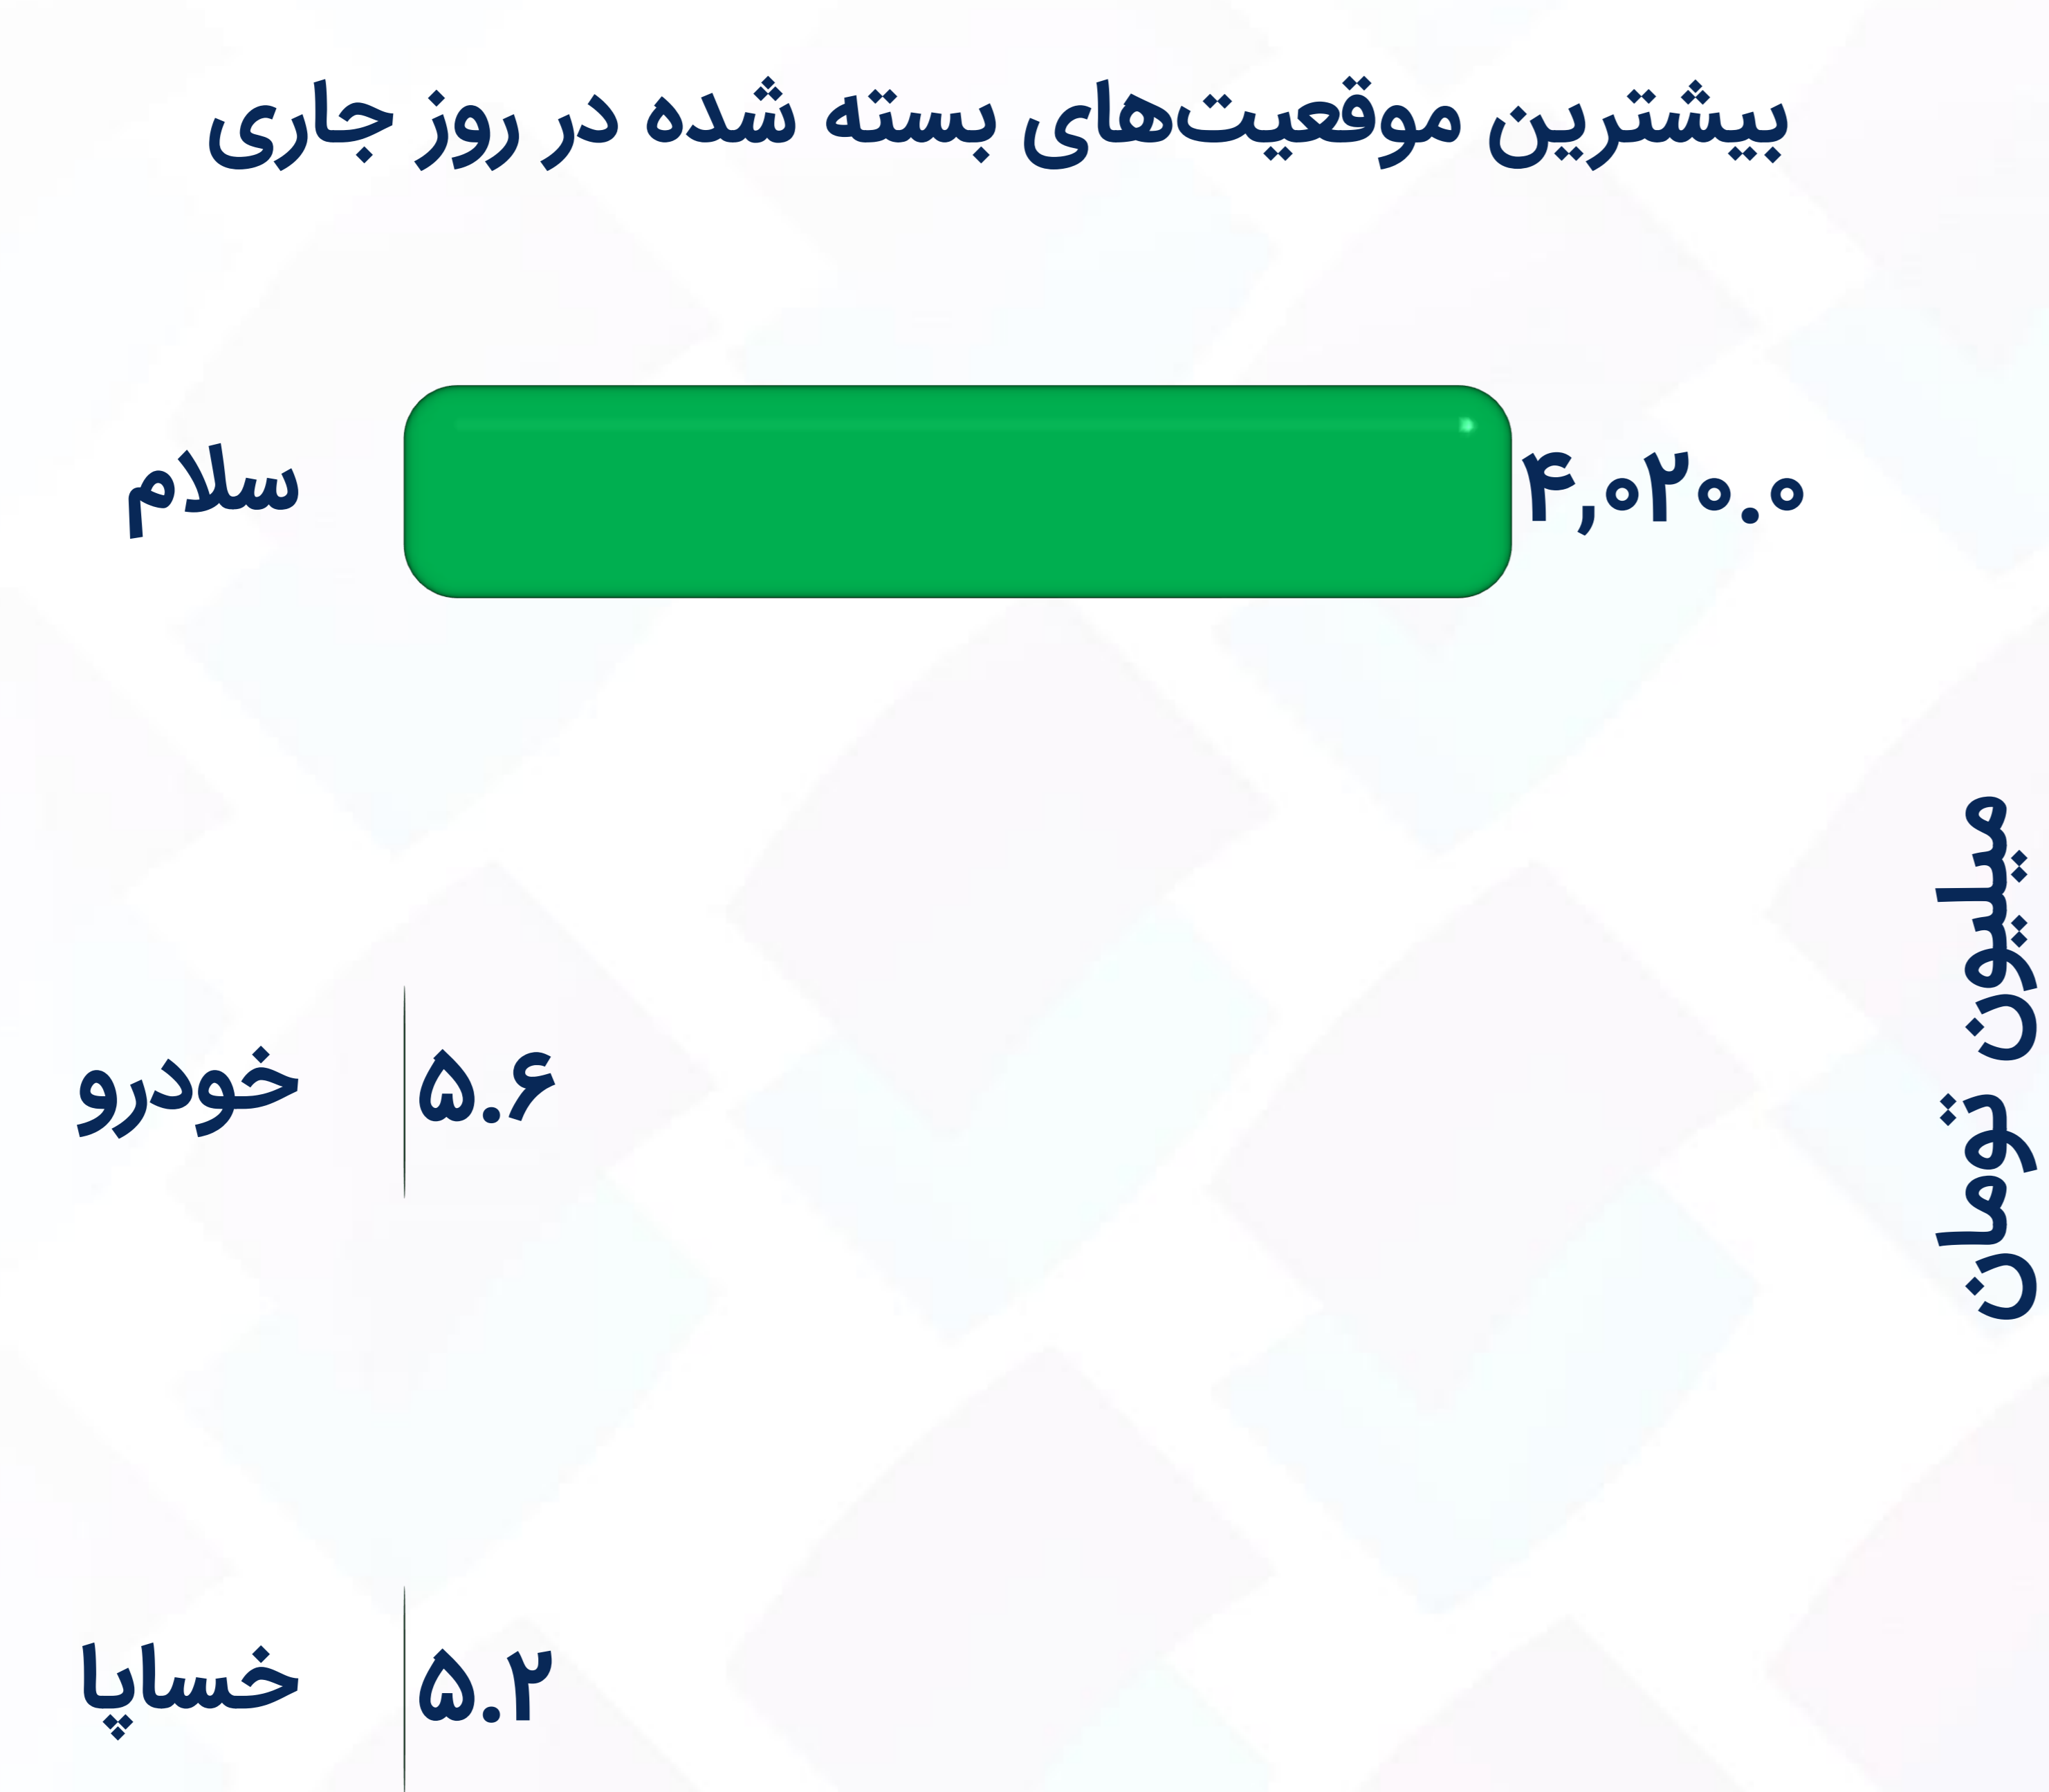 بیشترین موقعیت‌های بسته شده در روز جاری
سلام
۴,۰۲۰.۰
میلیون تومان
خودرو
۵.۶
خساپا
۵.۲